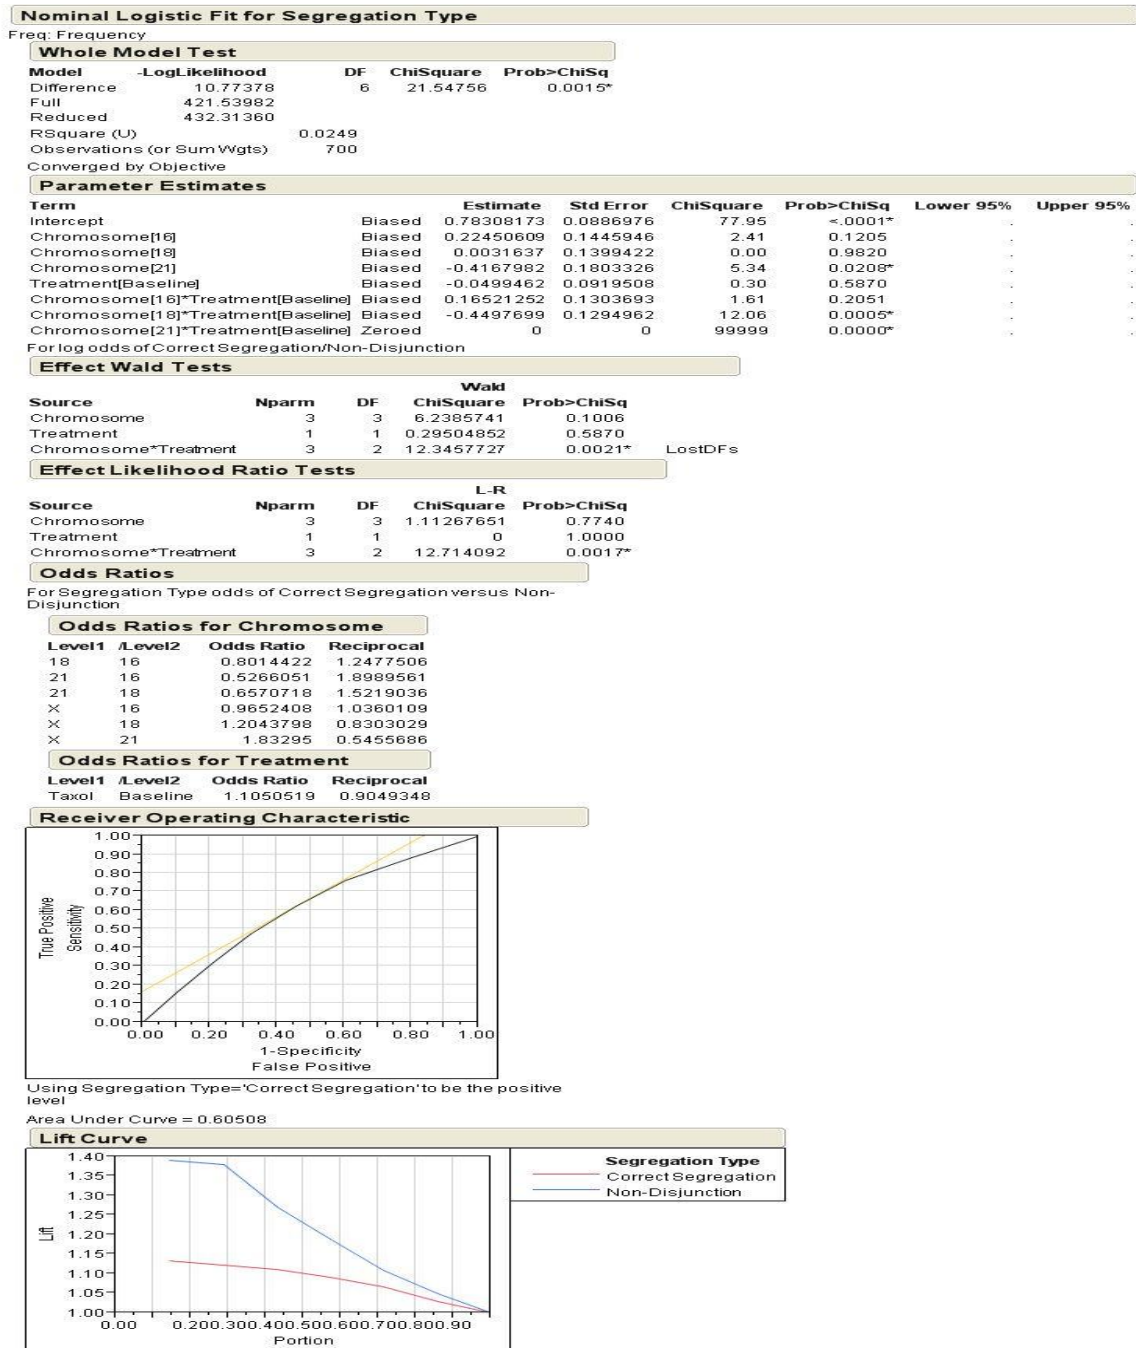 Nominal Logistic Fit for Segregation Type
Freq: Frequency
Whole Model Test
Model -LogLikelihood DF ChiSquare Prob>ChiSq
Difference 10.77378 6 21.54756 0.0015*
Full 421.53982
Reduced 432.31360
RSquare (U) 0.0249
Observations (or Sum Wgts) 700
Converged by Objective
Parameter Estimates
Term Estimate Std Error ChiSquare Prob>ChiSq Lower 95% Upper 95%
Intercept Biased 0.78308173 0.0886976 77.95 <.0001* . .
Chromosome[16] Biased 0.22450609 0.1445946 2.41 0.1205 . .
Chromosome[18] Biased 0.0031637 0.1399422 0.00 0.9820 . .
Chromosome[21] Biased -0.4167982 0.1803326 5.34 0.0208* . .
Treatment[Baseline] Biased -0.0499462 0.0919508 0.30 0.5870 . .
Chromosome[16]*Treatment[Baseline] Biased 0.16521252 0.1303693 1.61 0.2051 . .
Chromosome[18]*Treatment[Baseline] Biased -0.4497699 0.1294962 12.06 0.0005* . .
Chromosome[21]*Treatment[Baseline] Zeroed 0 0 99999 0.0000* . .
For log odds of Correct Segregation/Non-Disjunction
Effect Wald Tests
Wald
Source Nparm DF ChiSquare Prob>ChiSq
Chromosome 3 3 6.2385741 0.1006
Treatment 1 1 0.29504852 0.5870
Chromosome*Treatment 3 2 12.3457727 0.0021* LostDFs
Effect Likelihood Ratio Tests
L-R
Source Nparm DF ChiSquare Prob>ChiSq
Chromosome 3 3 1.11267651 0.7740
Treatment 1 1 0 1.0000
Chromosome*Treatment 3 2 12.714092 0.0017*
Odds Ratios
For Segregation Type odds of Correct Segregation versus Non-
Disjunction
Odds Ratios for Chromosome
Level1 /Level2 Odds Ratio Reciprocal
18 16 0.8014422 1.2477506
21 16 0.5266051 1.8989561
21 18 0.6570718 1.5219036
X 16 0.9652408 1.0360109
X 18 1.2043798 0.8303029
X 21 1.83295 0.5455686
Odds Ratios for Treatment
Level1 /Level2 Odds Ratio Reciprocal
Taxol Baseline 1.1050519 0.9049348
Receiver Operating Characteristic
1.00
0.90
0.80
0.70
0.60
0.50
0.40
0.30
0.20
0.10
0.00
True Positive
Sensitivity
0.00 0.20 0.40 0.60 0.80 1.00
1-Specificity
False Positive
Using Segregation Type='Correct Segregation' to be the positive
level
Area Under Curve = 0.60508
Lift Curve
1.40
1.35
1.30
1.25
1.20
1.15
1.10
1.05
1.00
Lift
0.00 0.200.300.400.500.600.700.800.90
Portion
Segregation Type
Correct Segregation
Non-Disjunction